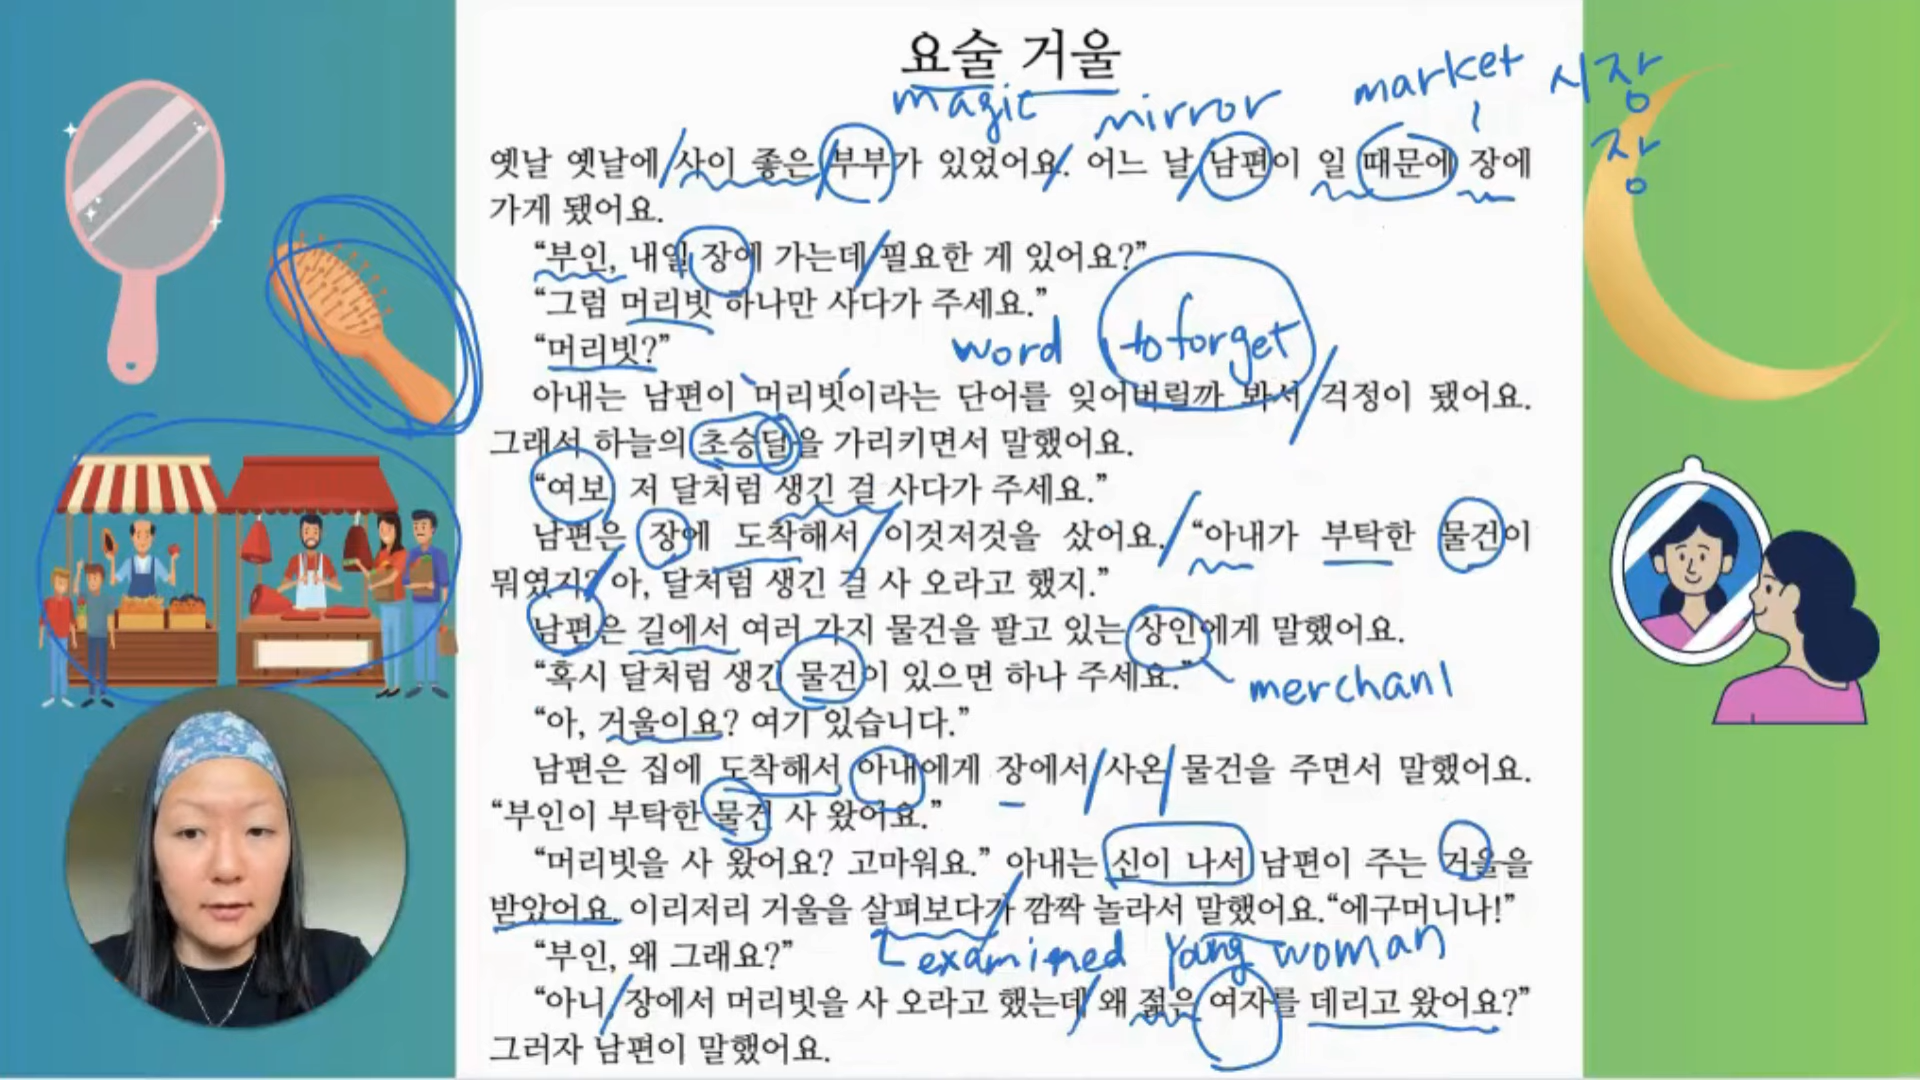 요술 거울
magic mirror market 시장
장
옛날 옛날에 사이 좋은 부부가 있었어요. 어느 날 남편이 일 때문에 장에
가게 됐어요.
“부인, 내일 장에 가는데 필요한 게 있어요?”
“그럼 머리빗 하나만 사다가 주세요.”
word to forget
“머리빗?”
아내는 남편이 ‘머리빗’이라는 단어를 잊어버릴까 봐서 걱정이 됐어요.
그래서 하늘의 초승달을 가리키면서 말했어요.
“여보 저 달처럼 생긴 걸 사다가 주세요.”
남편은 장에 도착해서 이것저것을 샀어요. “아내가 부탁한 물건이
뭐였지? 아, 달처럼 생긴 걸 사 오라고 했지.”
남편은 길에서 여러 가지 물건을 팔고 있는 상인에게 말했어요.
“혹시 달처럼 생긴 물건이 있으면 하나 주세요.”
merchant
“아, 거울이요? 여기 있습니다.”
남편은 집에 도착해서 아내에게 장에서 사온 물건을 주면서 말했어요.
“부인이 부탁한 물건 사 왔어요.”
“머리빗을 사 왔어요? 고마워요.” 아내는 신이 나서 남편이 주는 거울을
받았어요. 이리저리 거울을 살펴보다가 깜짝 놀라서 말했어요.“에구머니나!”
“부인, 왜 그래요?”
examined young woman
“아니 장에서 머리빗을 사 오라고 했는데 왜 젊은 여자를 데리고 왔어요?”
그러자 남편이 말했어요.